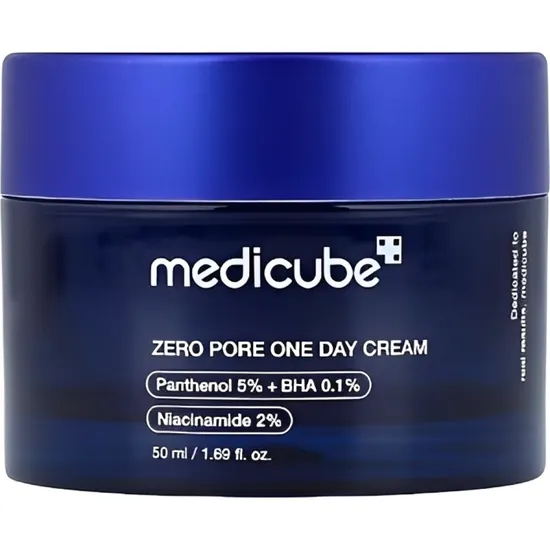 medicube
ZERO PORE ONE DAY CREAM
Panthenol 5% + BHA 0.1%
Niacinamide 2%
50 ml / 1.69 fl. oz.
Dedicated to
real results, medicube